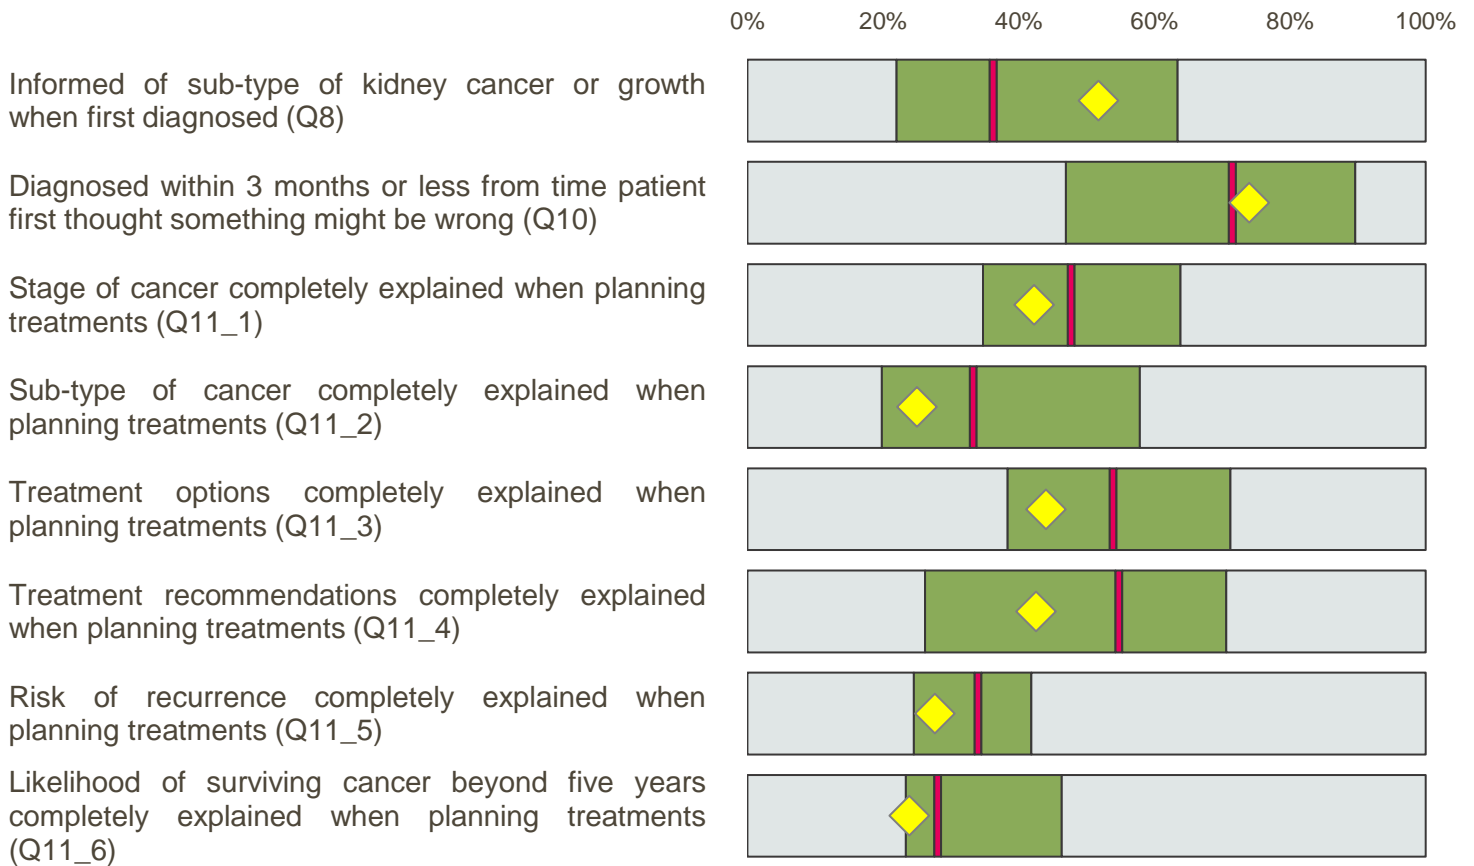 0% 20% 40% 60% 80% 100%
Informed of sub-type of kidney cancer or growth
when first diagnosed (Q8)
Diagnosed within 3 months or less from time patient
first thought something might be wrong (Q10)
Stage of cancer completely explained when planning
treatments (Q11_1)
Sub-type of cancer completely explained when
planning treatments (Q11_2)
Treatment options completely explained when
planning treatments (Q11_3)
Treatment recommendations completely explained
when planning treatments (Q11_4)
Risk of recurrence completely explained when
planning treatments (Q11_5)
Likelihood of surviving cancer beyond five years
completely explained when planning treatments
(Q11_6)